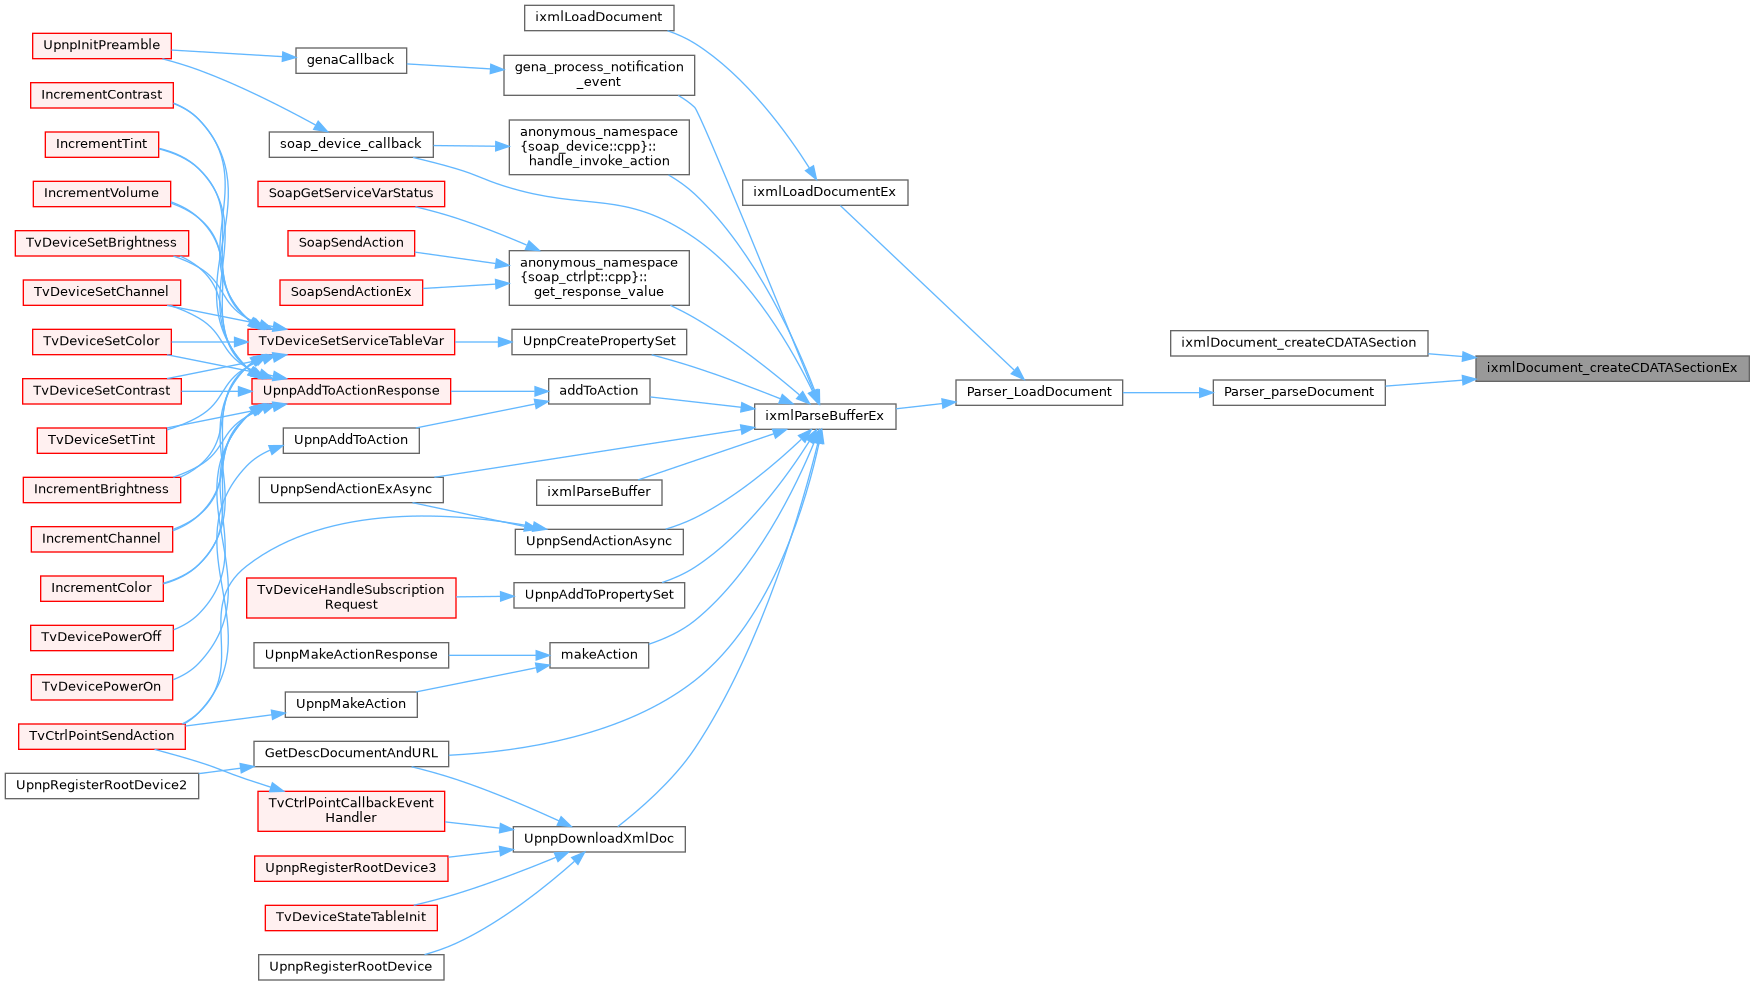 ixmlLoadDocument
UpnpInitPreamble
genaCallback
gena_process_notification
_event
IncrementContrast
anonymous_namespace
{soap_device::cpp}::
handle_invoke_action
IncrementTint
soap_device_callback
IncrementVolume
SoapGetServiceVarStatus
ixmlLoadDocumentEx
TvDeviceSetBrightness
SoapSendAction
anonymous_namespace
{soap_ctrlpt::cpp}::
get_response_value
TvDeviceSetChannel
SoapSendActionEx
TvDeviceSetColor
TvDeviceSetServiceTableVar
UpnpCreatePropertySet
ixmlDocument_createCDATASection
ixmlDocument_createCDATASectionEx
TvDeviceSetContrast
UpnpAddToActionResponse
addToAction
Parser_LoadDocument
Parser_parseDocument
ixmlParseBufferEx
TvDeviceSetTint
UpnpAddToAction
IncrementBrightness
UpnpSendActionExAsync
ixmlParseBuffer
IncrementChannel
UpnpSendActionAsync
IncrementColor
TvDeviceHandleSubscription
Request
UpnpAddToPropertySet
TvDevicePowerOff
UpnpMakeActionResponse
makeAction
TvDevicePowerOn
UpnpMakeAction
TvCtrlPointSendAction
GetDescDocumentAndURL
UpnpRegisterRootDevice2
TvCtrlPointCallbackEvent
Handler
UpnpDownloadXmlDoc
UpnpRegisterRootDevice3
TvDeviceStateTableInit
UpnpRegisterRootDevice